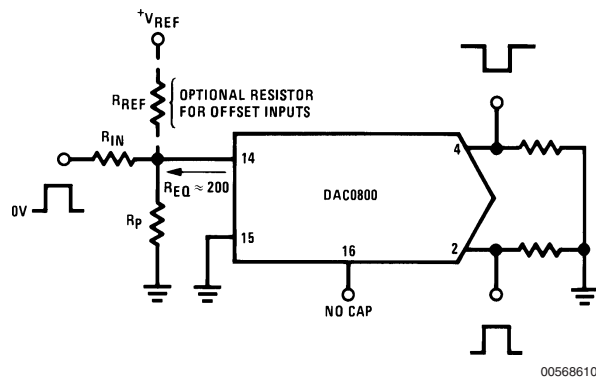 +VREF
RREF
OPTIONAL RESISTOR
FOR OFFSET INPUTS
RIN
14
4
REQ ≈ 200
DAC0800
0V
RP
15
16
2
NO CAP
00568610